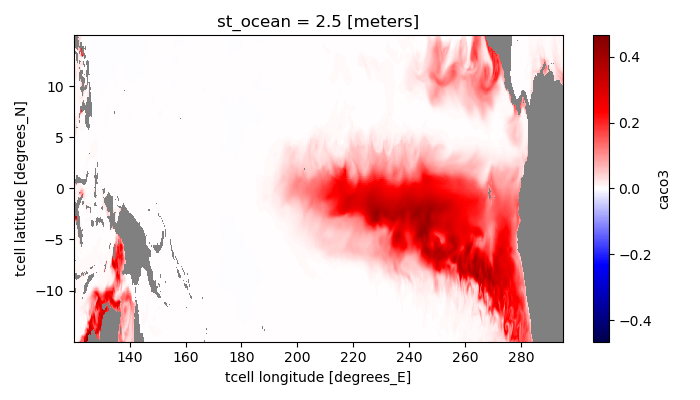 st_ocean = 2.5 [meters]
10
5
0
−5
−10
tcell latitude [degrees_N]
140 160 180 200 220 240 260 280
tcell longitude [degrees_E]
0.4
0.2
0.0
−0.2
−0.4
caco3